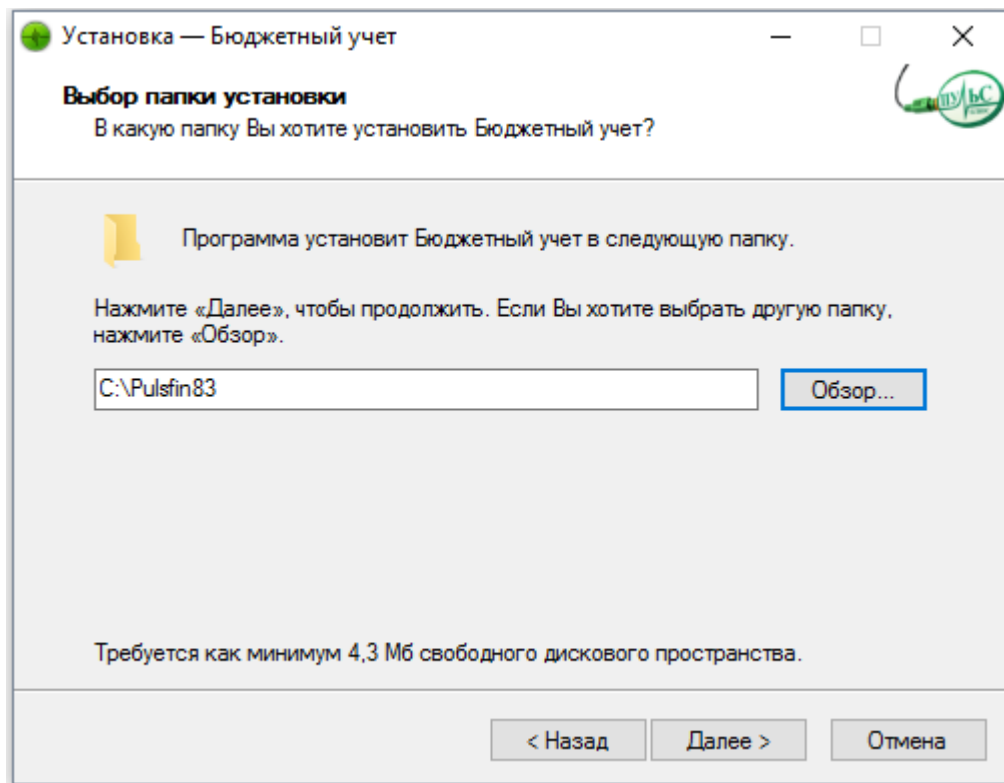 Установка — Бюджетный учет
Выбор папки установки
В какую папку Вы хотите установить Бюджетный учет?
ПУЛЬС
Программа установит Бюджетный учет в следующую папку.
Нажмите «Далее», чтобы продолжить. Если Вы хотите выбрать другую папку,
нажмите «Обзор».
C:\Pulsfin83
Обзор...
Требуется как минимум 4,3 Мб свободного дискового пространства.
< Назад
Далее >
Отмена